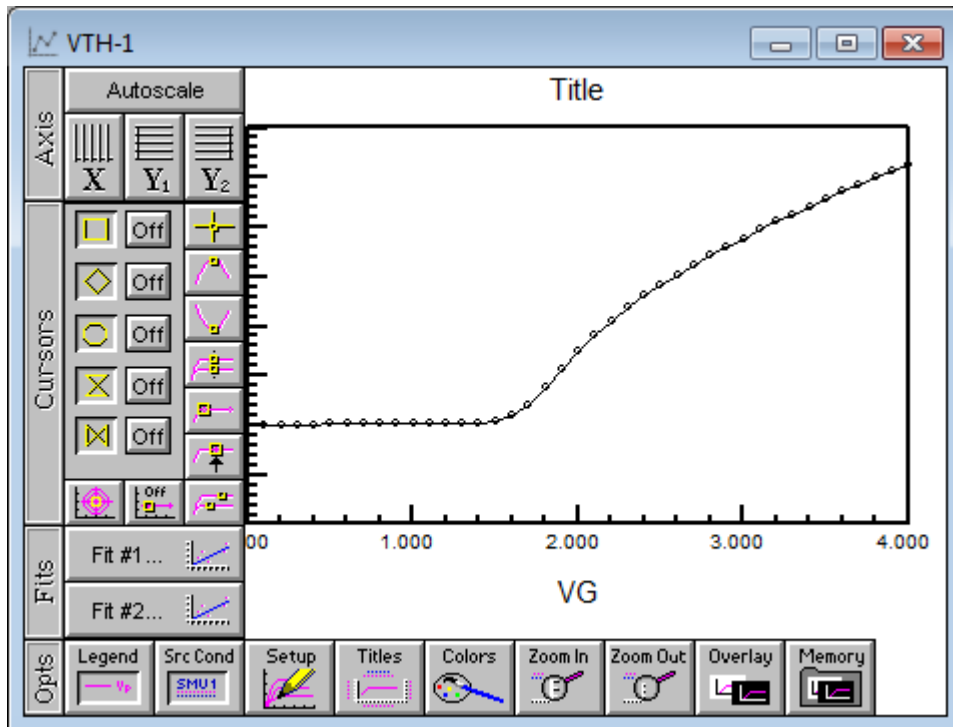 VTH-1
Axis
Autoscale
X
Y1
Y2
Title
Cursors
Off
Off
Off
Off
Off
Off
00
1.000
2.000
3.000
4.000
VG
Fits
Fit #1...
Fit #2...
Opts
Legend
Src Cond
Setup
Titles
Colors
Zoom In
Zoom Out
Overlay
Memory
Vp
SMU1